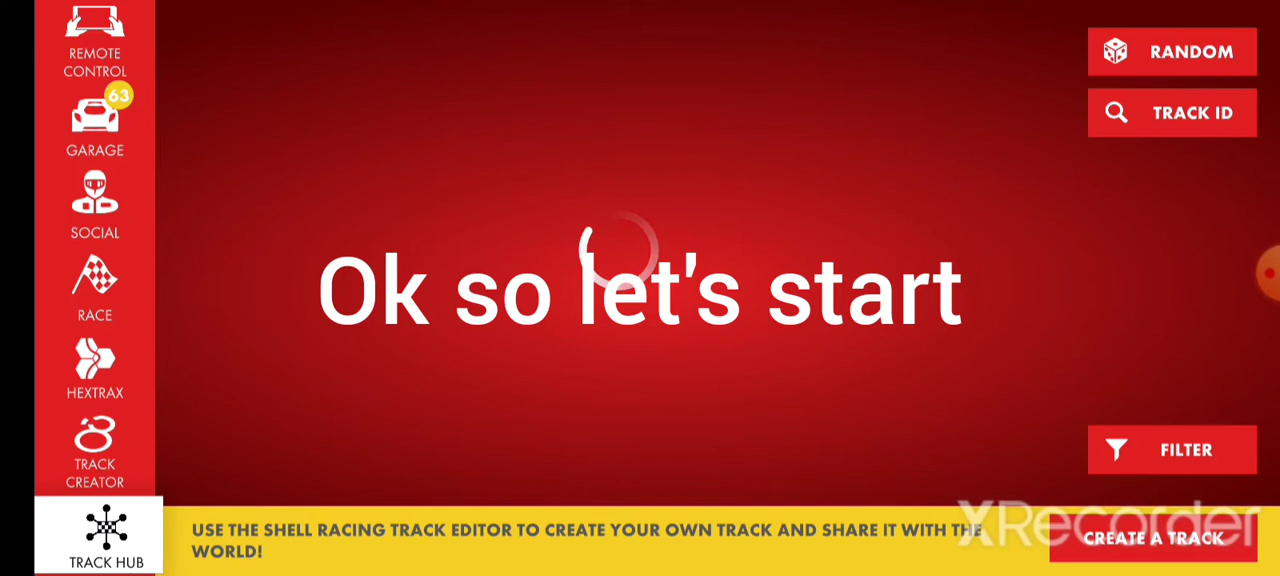 REMOTE
CONTROL
63
GARAGE
SOCIAL
RACE
HEXTRAX
TRACK
CREATOR
TRACK HUB
RANDOM
TRACK ID
Ok so let's start
FILTER
USE THE SHELL RACING TRACK EDITOR TO CREATE YOUR OWN TRACK AND SHARE IT WITH THE
WORLD!
XRecorder
CREATE A TRACK